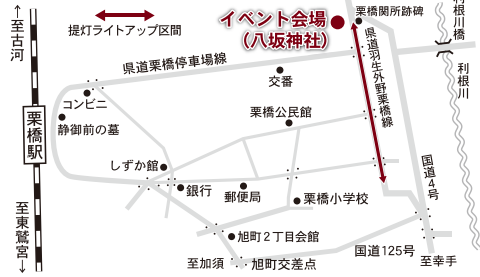 ↑至古河
提灯ライトアップ区間
イベント会場
（八坂神社）
栗橋関所跡碑
利根川橋
利根川
県道栗橋停車場線
県道羽生外野栗橋線
交番
コンビニ
静御前の墓
栗橋駅
栗橋公民館
しずか館
銀行
郵便局
栗橋小学校
国道4号
至東鷲宮↓
旭町２丁目会館
至加須
旭町交差点
国道125号
至幸手